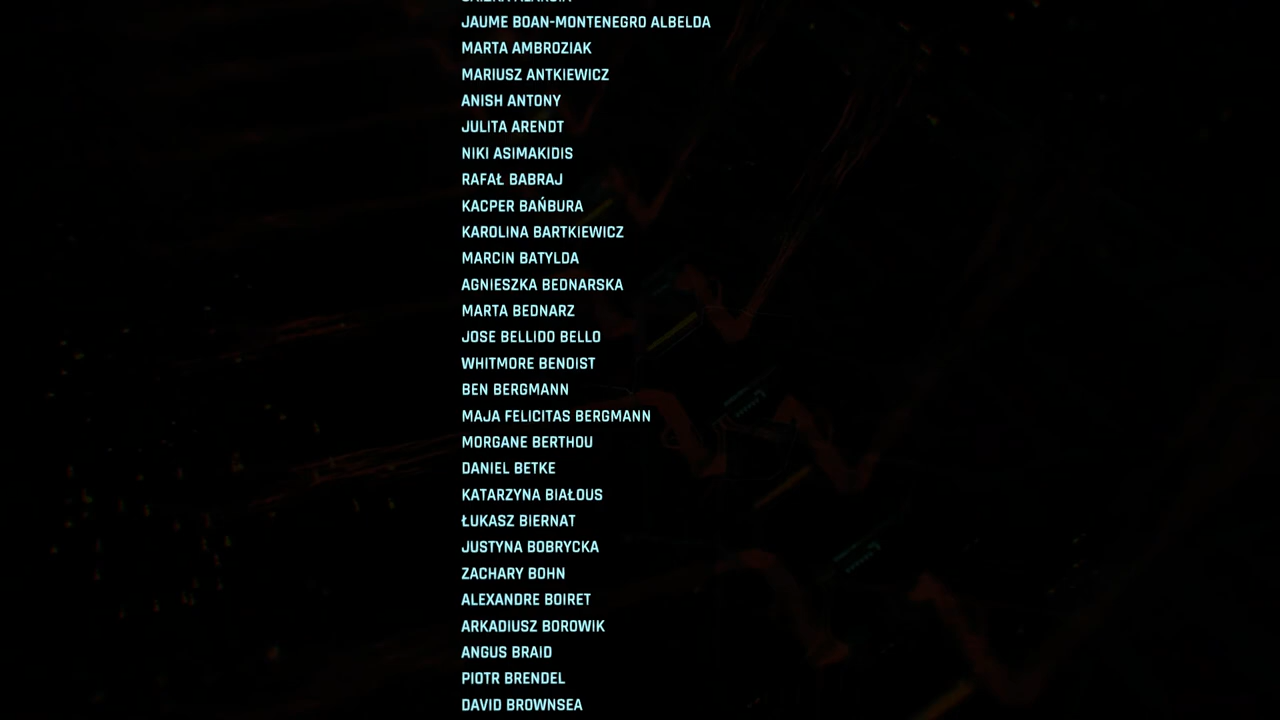 JAUME BOAN-MONTENEGRO ALBELDA
MARTA AMBROZIAK
MARIUSZ ANTKIEWICZ
ANISH ANTONY
JULITA ARENDT
NIKI ASIMAKIDIS
RAFAŁ BABRAJ
KACPER BAŃBURA
KAROLINA BARTKIEWICZ
MARCIN BATYLDA
AGNIESZKA BEDNARSKA
MARTA BEDNARZ
JOSE BELLIDO BELLO
WHITMORE BENOIST
BEN BERGMANN
MAJA FELICITAS BERGMANN
MORGANE BERTHOU
DANIEL BETKE
KATARZYNA BIAŁOUS
ŁUKASZ BIERNAT
JUSTYNA BOBRYCKA
ZACHARY BOHN
ALEXANDRE BOIRET
ARKADIUSZ BOROWIK
ANGUS BRAID
PIOTR BRENDEL
DAVID BROWNSEA